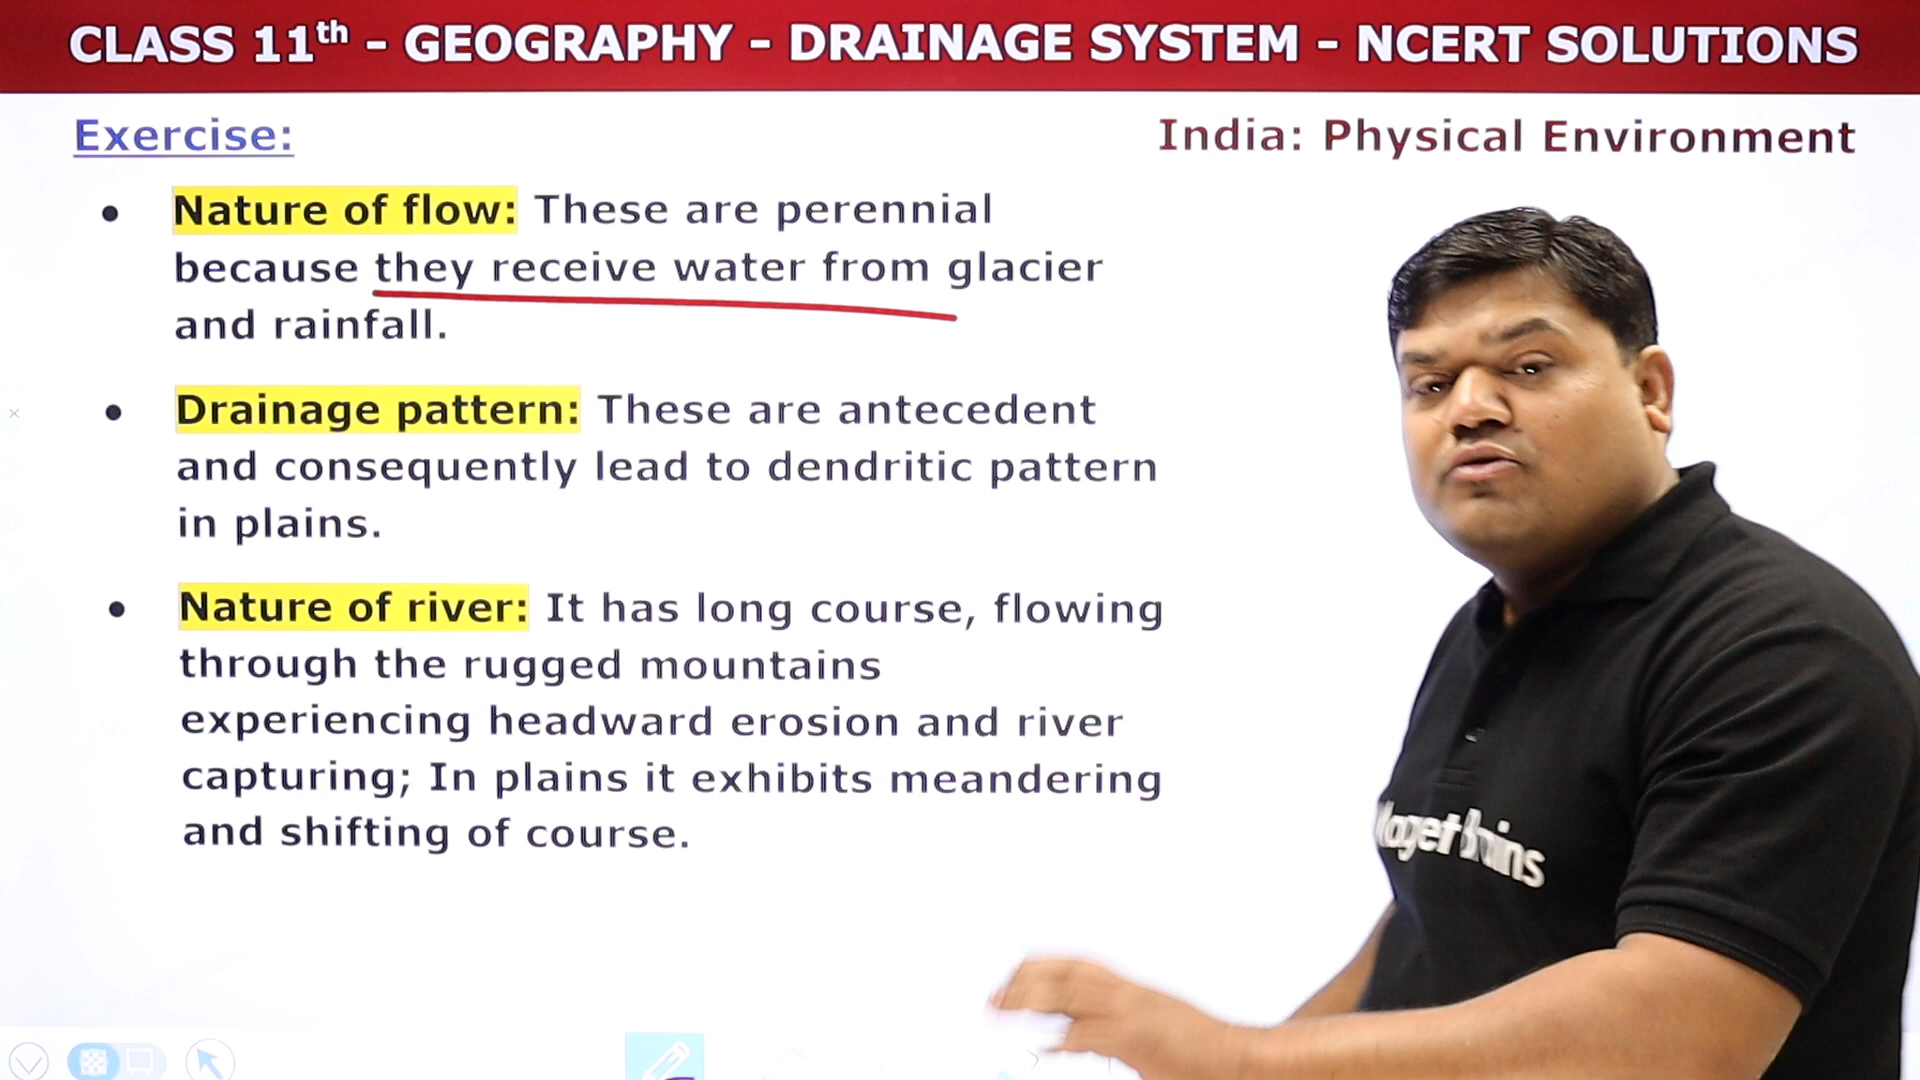 CLASS 11th - GEOGRAPHY - DRAINAGE SYSTEM - NCERT SOLUTIONS
Exercise:
India: Physical Environment
• Nature of flow: These are perennial
because they receive water from glacier
and rainfall.
• Drainage pattern: These are antecedent
and consequently lead to dendritic pattern
in plains.
• Nature of river: It has long course, flowing
through the rugged mountains
experiencing headward erosion and river
capturing; In plains it exhibits meandering
and shifting of course.
Brains